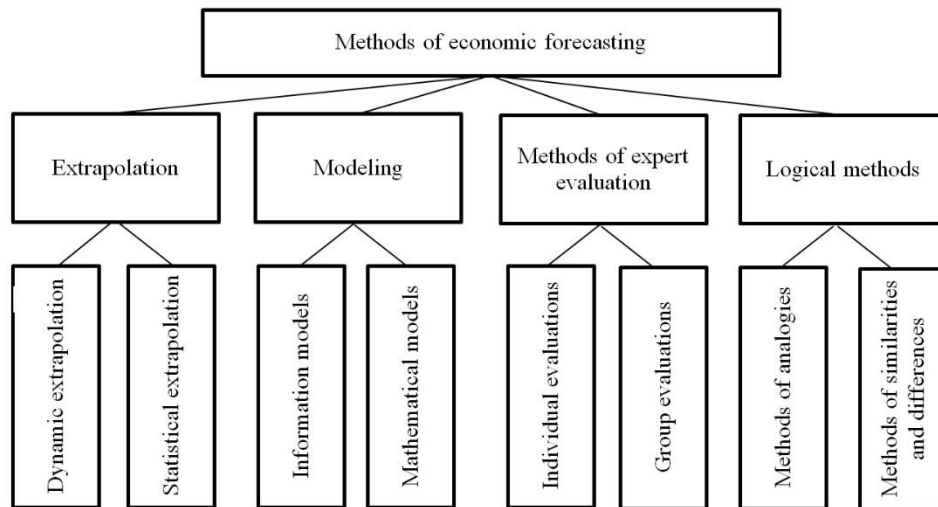 Methods of economic forecasting
Extrapolation
Modeling
Methods of expert
evaluation
Logical methods
Dynamic extrapolation
Statistical extrapolation
Information models
Mathematical models
Individual evaluations
Group evaluations
Methods of analogies
Methods of similarities
and differences